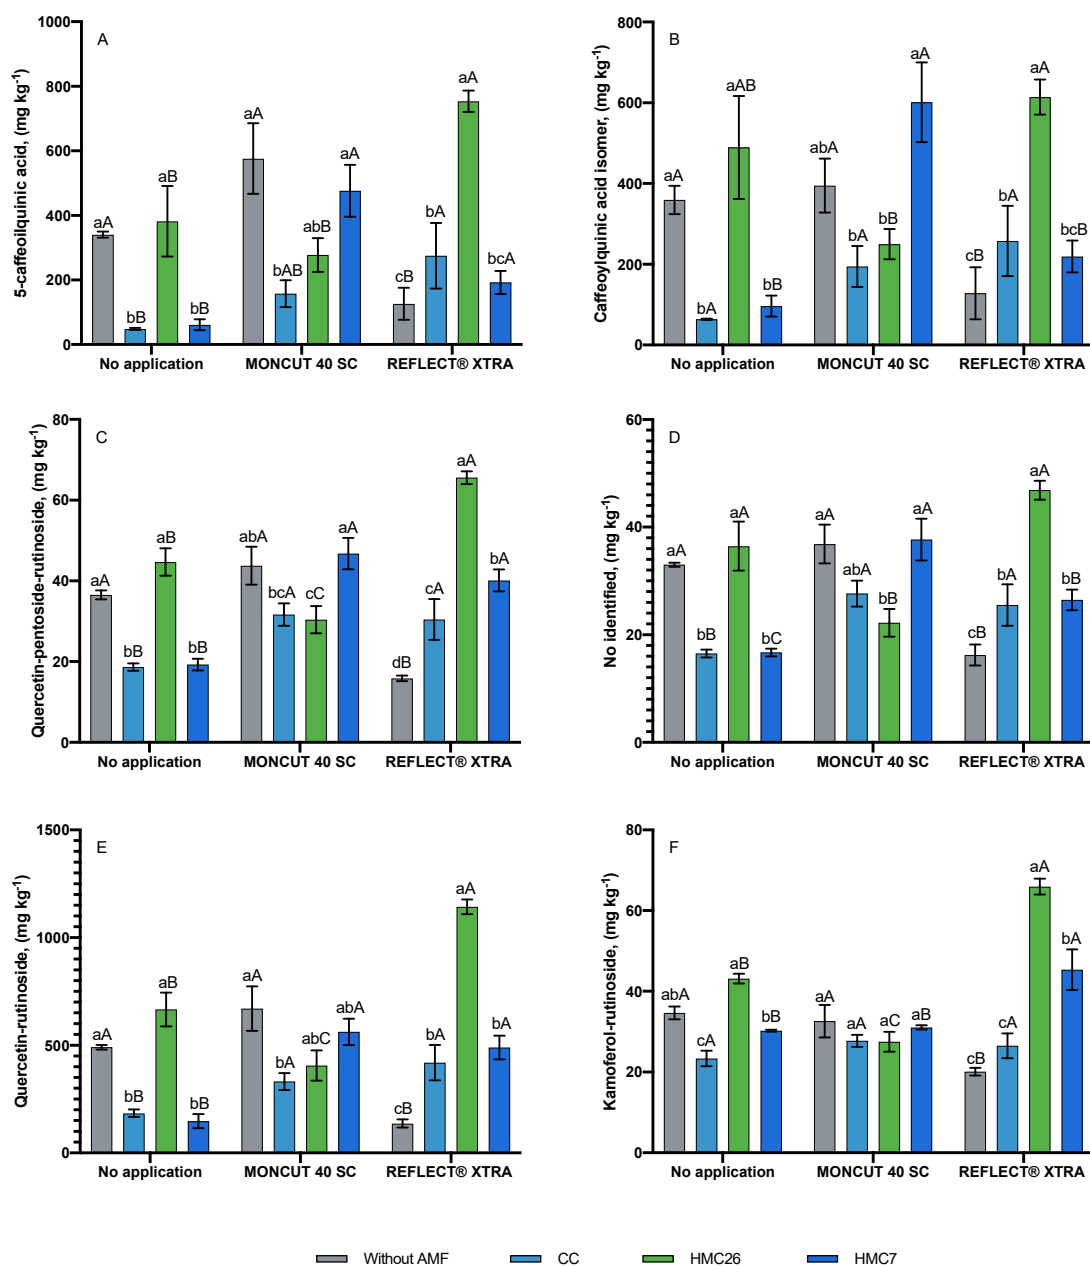 A
5-caffeoilquinic acid, (mg kg-1)
1000
800
600
400
200
0
aA
bB
aB
bB
aA
bAB
abB
aA
cB
bA
aA
bcA
No application
MONCUT 40 SC
REFLECT® XTRA
B
Caffeoylquinic acid isomer, (mg kg-1)
800
600
400
200
0
aA
bA
aAB
bB
abA
bA
bB
aA
cB
bA
aA
bcB
No application
MONCUT 40 SC
REFLECT® XTRA
C
Quercetin-pentoside-rutinoside, (mg kg-1)
80
60
40
20
0
aA
bB
aB
bB
abA
bcA
cC
aA
dB
cA
aA
bA
No application
MONCUT 40 SC
REFLECT® XTRA
D
No identified, (mg kg-1)
60
40
20
0
aA
bB
aA
bC
aA
abA
bB
aA
cB
bA
aA
bB
No application
MONCUT 40 SC
REFLECT® XTRA
E
Quercetin-rutinoside, (mg kg-1)
1500
1000
500
0
aA
bB
aB
bB
aA
bA
abC
abA
cB
bA
aA
bA
No application
MONCUT 40 SC
REFLECT® XTRA
F
Kamoferol-rutinoside, (mg kg-1)
80
60
40
20
0
abA
cA
aB
bB
aA
aA
aC
aB
cB
cA
aA
bA
No application
MONCUT 40 SC
REFLECT® XTRA
Without AMF
CC
HMC26
HMC7